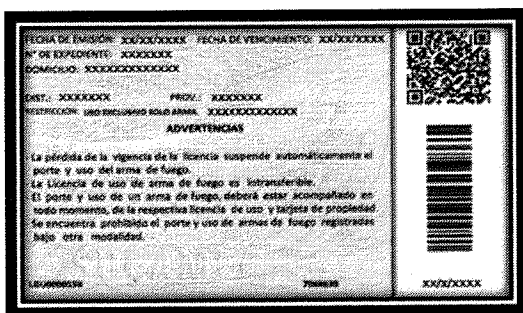 FECHA DE EMISIÓN: XX/XX/XXXX FECHA DE VENCIMIENTO: XX/XX/XXXX
N° DE EXPEDIENTE: XXXXXXX
DOMICILIO: XXXXXXXXXXXXXX
DIST.: XXXXXXX PROV.: XXXXXXX
RESTRICCIÓN: USO EXCLUSIVO SOLO ARMA: XXXXXXXXXXXXX
ADVERTENCIAS
La pérdida de la vigencia de la licencia suspende automáticamente el
porte y uso del arma de fuego.
La Licencia de uso de arma de fuego es intransferible.
El porte y uso de un arma de fuego, deberá estar acompañado en
todo momento, de la respectiva licencia de uso y tarjeta de propiedad
Se encuentra prohibido el porte y uso de armas de fuego registradas
bajo otra modalidad.
XX/X/XXXX